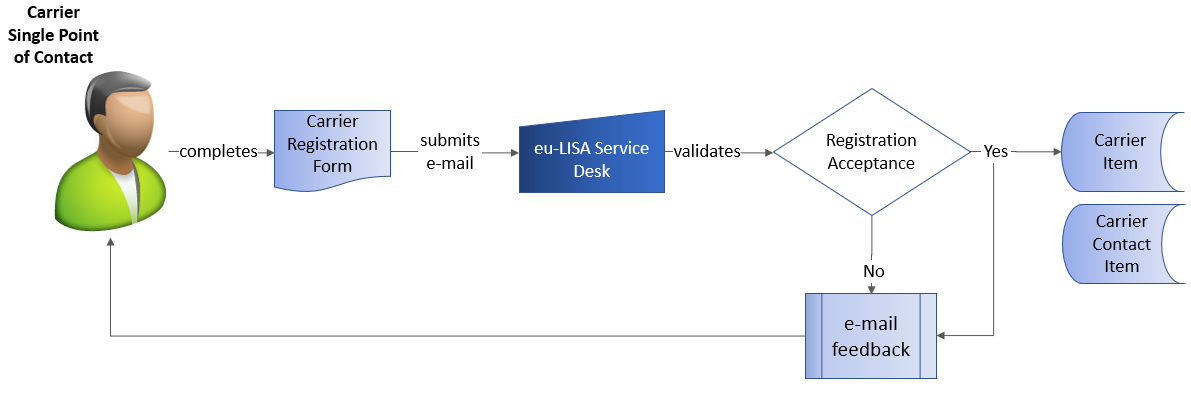 Carrier
Single Point
of Contact
completes
Carrier
Registration
Form
submits
e-mail
eu-LISA Service
Desk
validates
Registration
Acceptance
Yes
Carrier
Item
Carrier
Contact
Item
No
e-mail
feedback